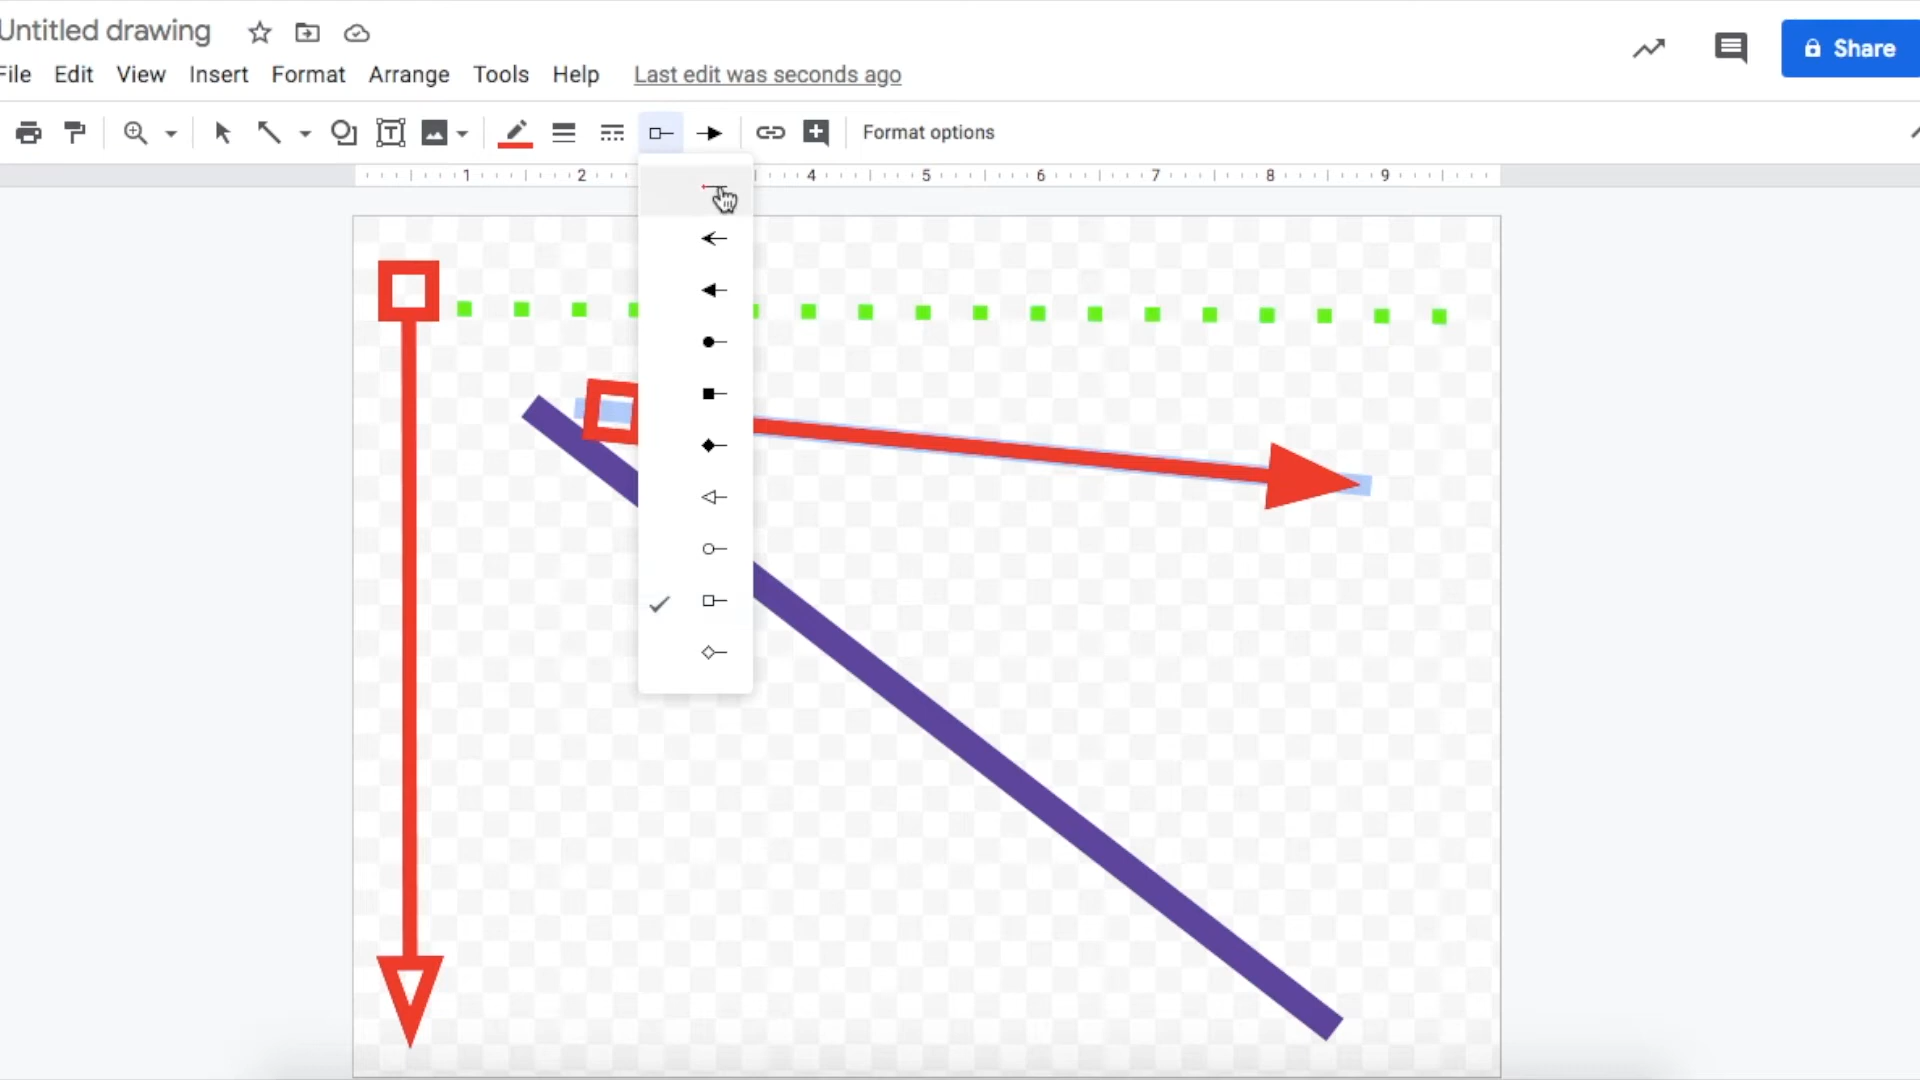 Untitled drawing
File Edit View Insert Format Arrange Tools Help Last edit was seconds ago
Share
Format options
1 2 4 5 6 7 8 9